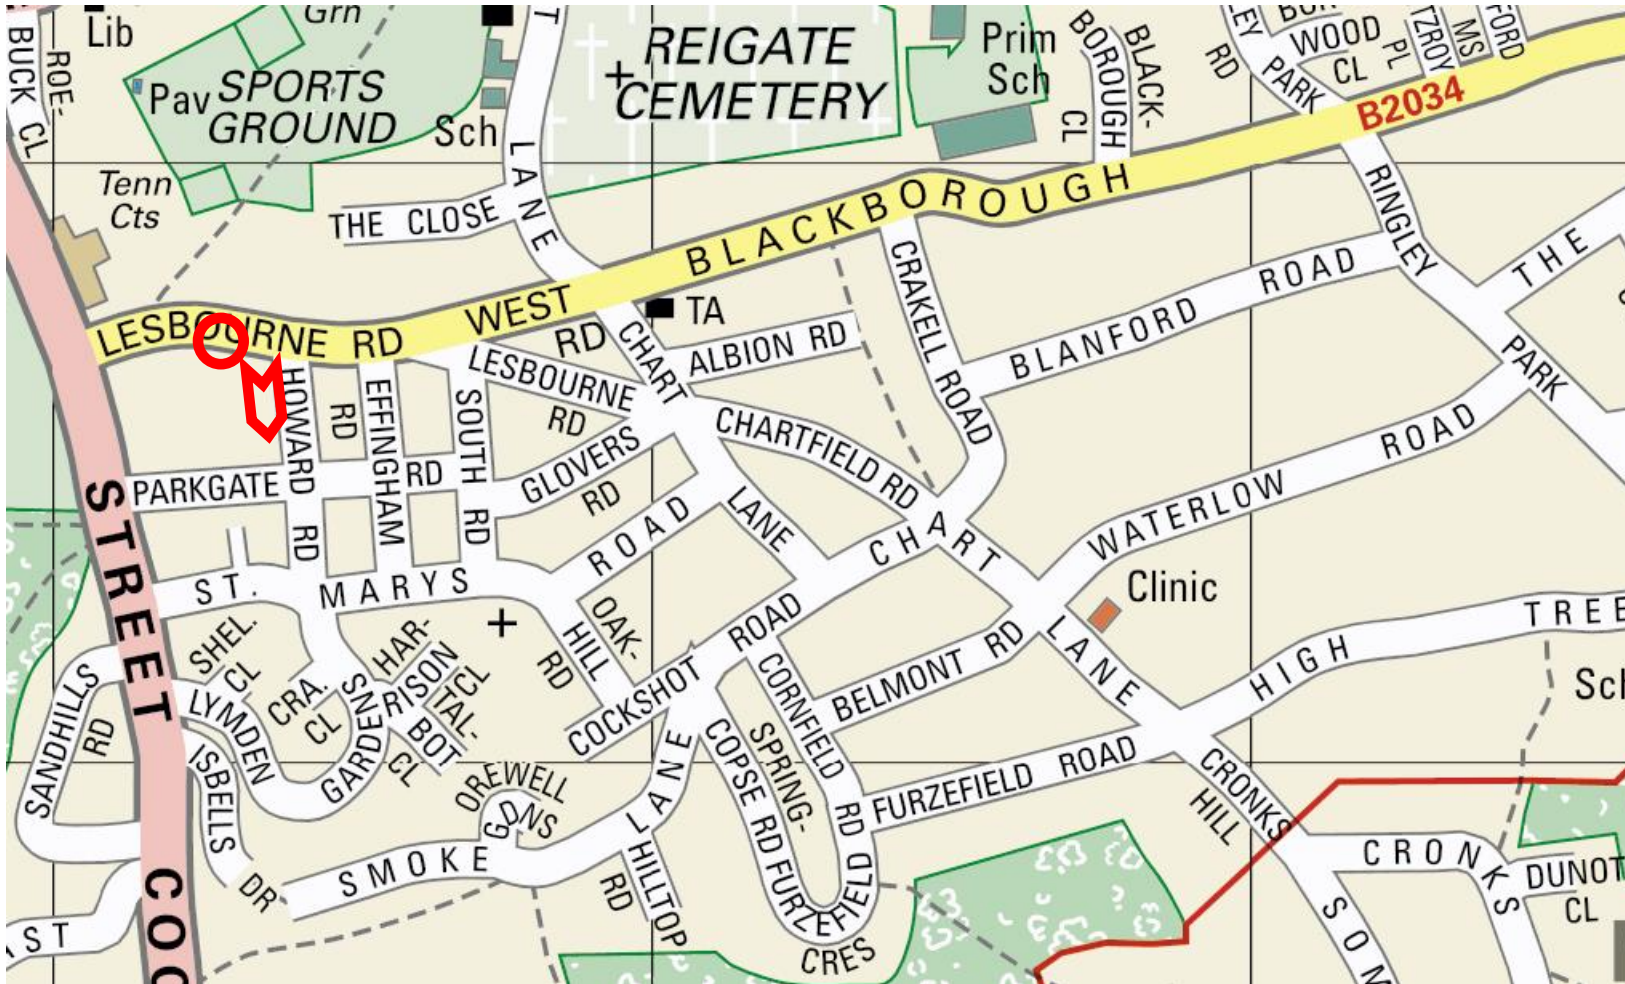 Grn
Lib
BUCK CL
ROE-
Pav SPORTS
GROUND
Tenn
Cts
Sch
REIGATE
CEMETERY
Prim
Sch
BLACK-
BOROUGH
CL
RD
PARK
WOOD
CL
PL
MS
B2034
LANE
THE CLOSE
LESBOURNE RD
WEST
BLACKBOROUGH
RD
TA
CHART
ALBION RD
LESBOURNE
RD
CRAKELL ROAD
BLANFORD ROAD
RINGLEY
PARK
THE
HOWARD
RD
EFFINGHAM
RD
SOUTH RD
GLOVERS
RD
CHARTFIELD RD
PARKGATE
RD
LANE
ROAD
WATERLOW ROAD
CHART
CHART
LANE
Clinic
STREET
ST. MARYS
OAK-
HILL
RD
COCKSHOT ROAD
SHEL.
CL
CRA.
CL
HAR-
RISON
CL
TAL-
BOT
CL
LYMDEN
GARDENS
SANDHILLS
RD
ISBELLS
DR
OREWELL
GDNS
SMOKE LANE
HILLTOP
RD
COPSE RD
SPRING-
CORNFIELD
RD
BELMONT RD
FURZEFIELD ROAD
FURZEFIELD
CRES
HIGH TREE
Sch
CRONKS
HILL
CRONKS
DUNOT
CL
SOM
ST
COC